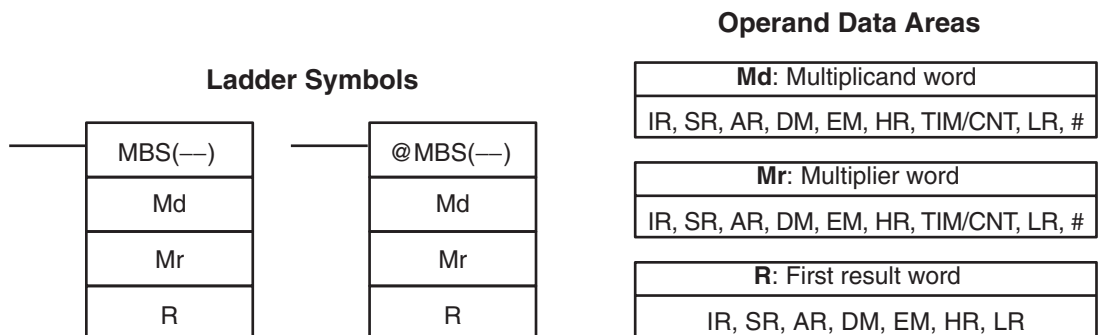 Ladder Symbols
MBS(––)
Md
Mr
R
@MBS(––)
Md
Mr
R
Operand Data Areas
Md: Multiplicand word
IR, SR, AR, DM, EM, HR, TIM/CNT, LR, #
Mr: Multiplier word
IR, SR, AR, DM, EM, HR, TIM/CNT, LR, #
R: First result word
IR, SR, AR, DM, EM, HR, LR